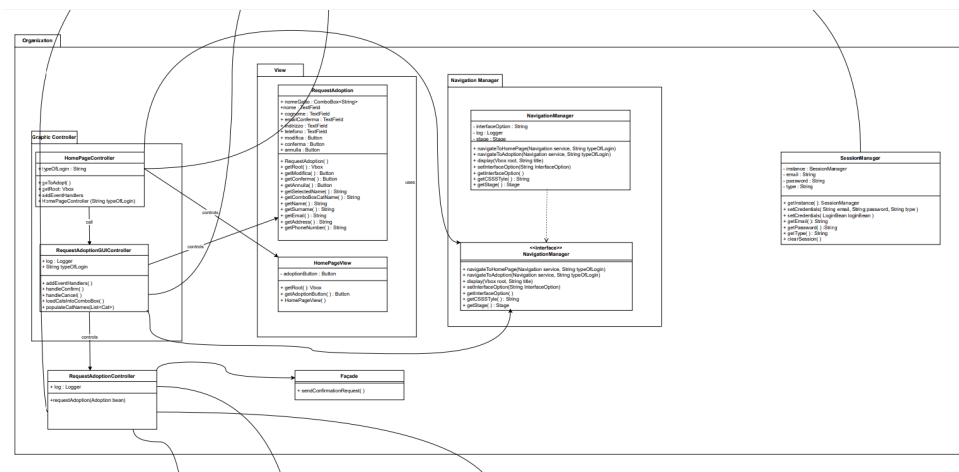 Organization
View
RequestAdoption
+ nomeGatto : ComboBox<String>
+nome : TextField
+ cognome : TextField
+ emailConferma : TextField
+ indirizzo : TextField
+ telefono : TextField
+ modifica : Button
+ conferma : Button
+ annulla : Button
+ RequestAdoption( )
+ getRoot( ) : Vbox
+ getModifica( ) : Button
+ getConferma( ) : Button
+ getAnnulla( ) : Button
+ getSelectedName( ) : String
+ getComboBoxCatName( ) : String
+ getName( ) : String
+ getSurname( ) : String
+ getEmail( ) : String
+ getAddress( ) : String
+ getPhoneNumber( ) : String
HomePageView
- adoptionButton : Button
+ getRoot( ) : Vbox
+ getAdoptionButton( ) : Button
+ HomePageView( )
uses
Navigation Manager
NavigationManager
- interfaceOption : String
- log : Logger
- stage : Stage
+ navigateToHomePage(Navigation service, String typeOfLogin)
+ navigateToAdoption(Navigation service, String typeOfLogin)
+ display(Vbox root, String title)
+ setInterfaceOption(String InterfaceOption)
+ getInterfaceOption( )
+ getCSSSTyle( ) : String
+ getStage( ) : Stage
<<interface>>
NavigationManager
+ navigateToHomePage(Navigation service, String typeOfLogin)
+ navigateToAdoption(Navigation service, String typeOfLogin)
+ display(Vbox root, String title)
+ setInterfaceOption(String InterfaceOption)
+ getInterfaceOption( )
+ getCSSSTyle( ) : String
+ getStage( ) : Stage
SessionManager
- instance : SessionManager
- email : String
- password : String
- type : String
+ getInstance( ) : SessionManager
+ setCredentials( String email, String password, String type )
+ setCredentials( LoginBean loginBean )
+ getEmail( ) : String
+ getPassword( ) : String
+ getType( ) : String
+ clearSession( )
Graphic Controller
HomePageController
+ typeOfLogin : String
+ goToAdopt( )
+ getRoot: Vbox
+ addEventHandlers
+ HomePageController (String typeOfLogin)
call
controls
controls
RequestAdoptionGUIController
+ log : Logger
+ String typeOfLogin
+ addEventHandlers( )
+ handleConfirm( )
+ handleCancel( )
+ loadCatsInfoComboBox( )
+ populateCatNames(List<Cat>)
controls
RequestAdoptionController
+ log : Logger
+requestAdoption(Adoption bean)
Façade
+ sendConfirmationRequest( )